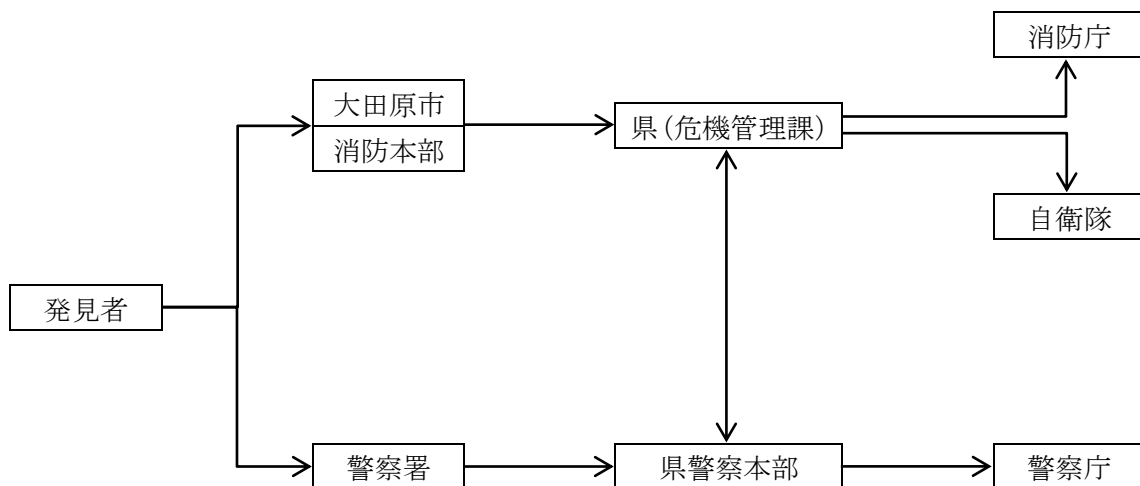 消防庁
大田原市
消防本部
県（危機管理課）
自衛隊
発見者
警察署
県警察本部
警察庁